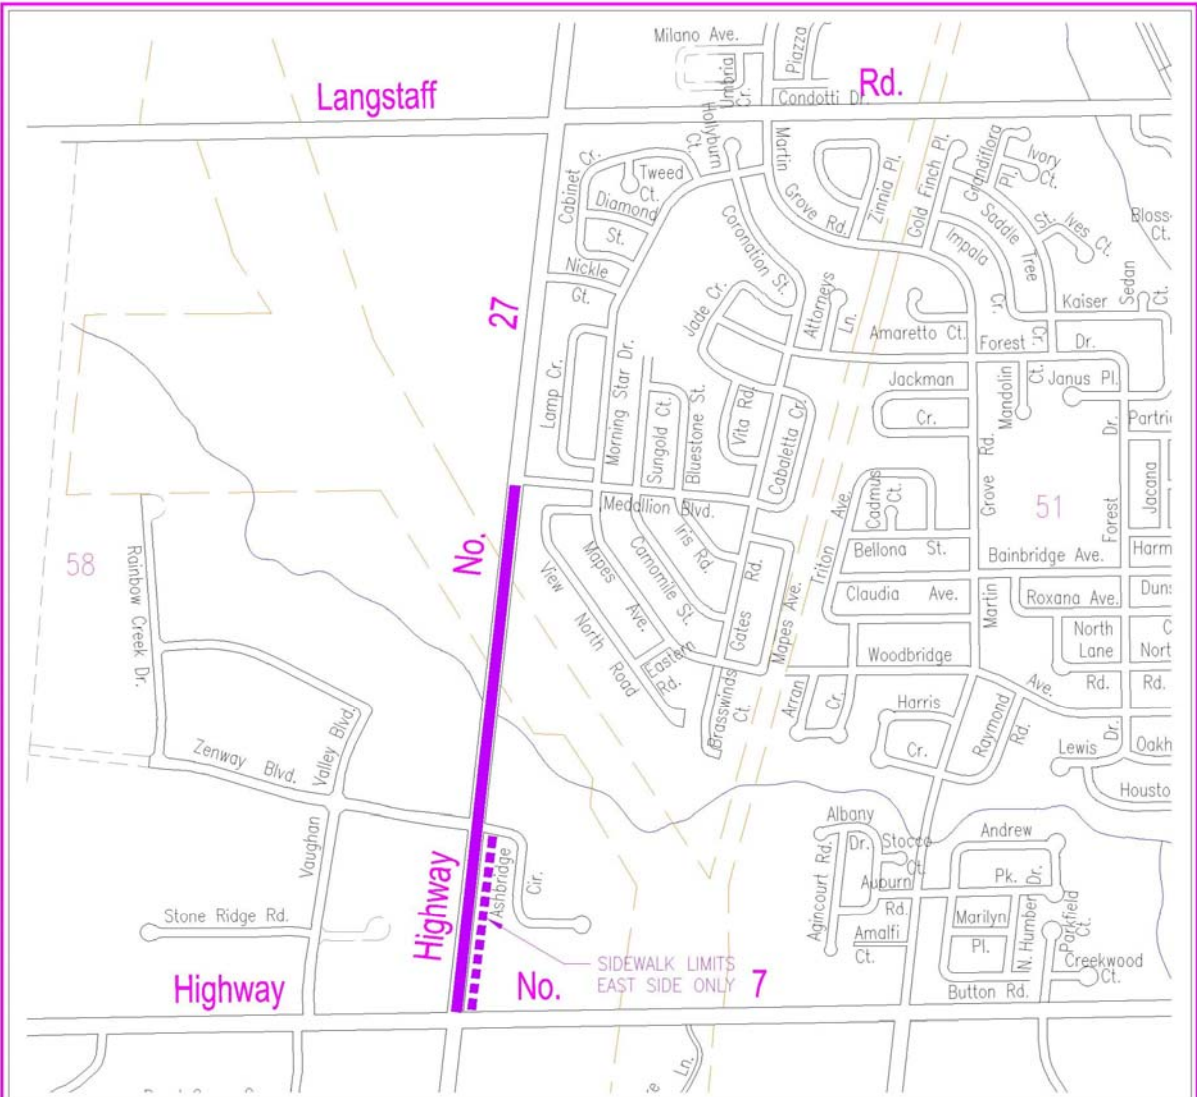 Milano Ave.
Piazza
Umbria
Cr.
Langstaff
Rd.
Condotti Dr.
Hollyburn
Ct.
Martin
Grove Rd.
Zinnia Pl.
Gold Finch Pl.
Grandiflora
Pl.
Ivory
Ct.
Cabinet Cr.
Tweed
Ct.
Diamond
St.
Coronation St.
Saddle
Tree
Cr.
St.
Ives Ct.
Impala
Cr.
Sedan
Ct.
Nickle
Gt.
27
Jade Cr.
Attorneys
Ln.
Amaretto Ct.
Kaiser
Forest
Dr.
Lamp Cr.
Morning Star Dr.
Sungold Ct.
Bluestone St.
Vita Rd.
Cabaletta Cr.
Jackman
Cr.
Mandolin
Ct.
Janus Pl.
Grove
Rd.
Forest
Dr.
Jacana
51
Medallion Blvd.
Iris Rd.
Cadmus
Ct.
Triton
Ave.
Bellona St.
Bainbridge Ave.
No.
58
Rainbow Creek Dr.
View
North
Road
Mapes
Ave.
Camomile St.
Gates
Rd.
Mapes Ave.
Claudia Ave.
Martin
Roxana Ave.
North
Lane
Rd.
Rd.
Eastern
Rd.
Brasswinds
Ct.
Woodbridge
Ave.
Arran
Cr.
Harris
Cr.
Raymond
Rd.
Lewis
Dr.
Zenway Blvd.
Valley Blvd.
Vaughan
Highway
Ashbridge
Cir.
Albany
Dr.
Stocco
Ct.
Andrew
Pk.
Dr.
Agincourt Rd.
Auburn
Rd.
Amalfi
Ct.
Marilyn
Pl.
N. Humber
Parkfield
Ct.
Creekwood
Ct.
Button Rd.
Stone Ridge Rd.
SIDEWALK LIMITS
EAST SIDE ONLY
Highway
No.
7
Ln.